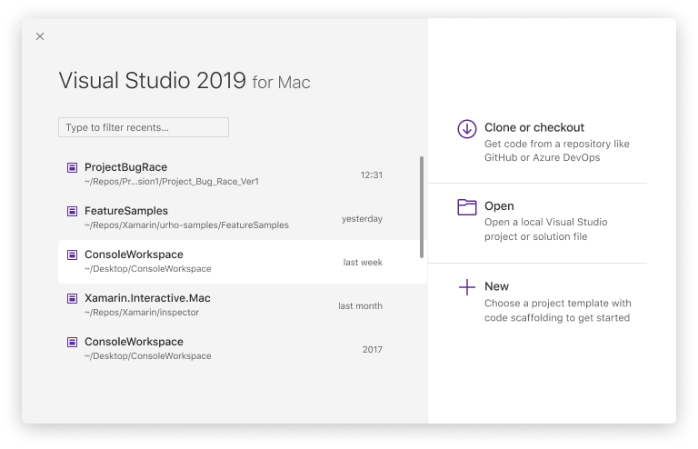 Visual Studio 2019 for Mac
Type to filter recents...
ProjectBugRace
~/Repos/Pr...sion1/Project_Bug_Race_Ver1
12:31
FeatureSamples
~/Repos/Xamarin/urho-samples/FeatureSamples
yesterday
ConsoleWorkspace
~/Desktop/ConsoleWorkspace
last week
Xamarin.Interactive.Mac
~/Repos/Xamarin/inspector
last month
ConsoleWorkspace
~/Desktop/ConsoleWorkspace
2017
Clone or checkout
Get code from a repository like
GitHub or Azure DevOps
Open
Open a local Visual Studio
project or solution file
New
Choose a project template with
code scaffolding to get started